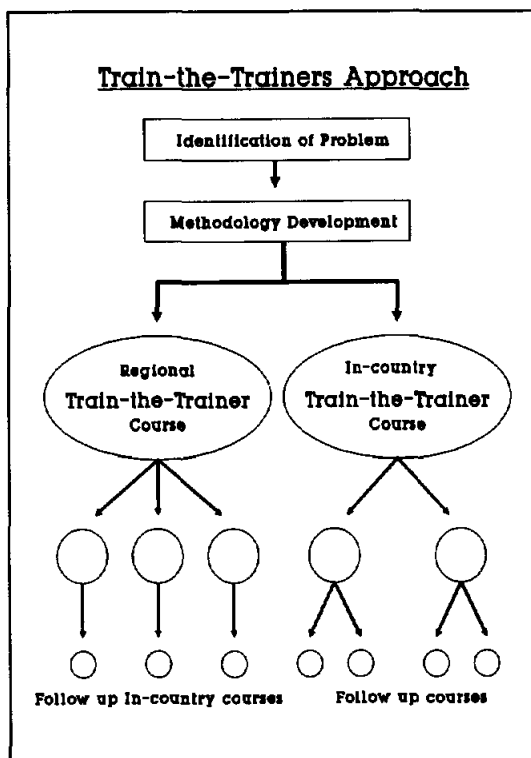 Train-the-Trainers Approach
Identification of Problem
Methodology Development
Regional
Train-the-Trainer
Course
In-country
Train-the-Trainer
Course
Follow up In-country courses
Follow up courses